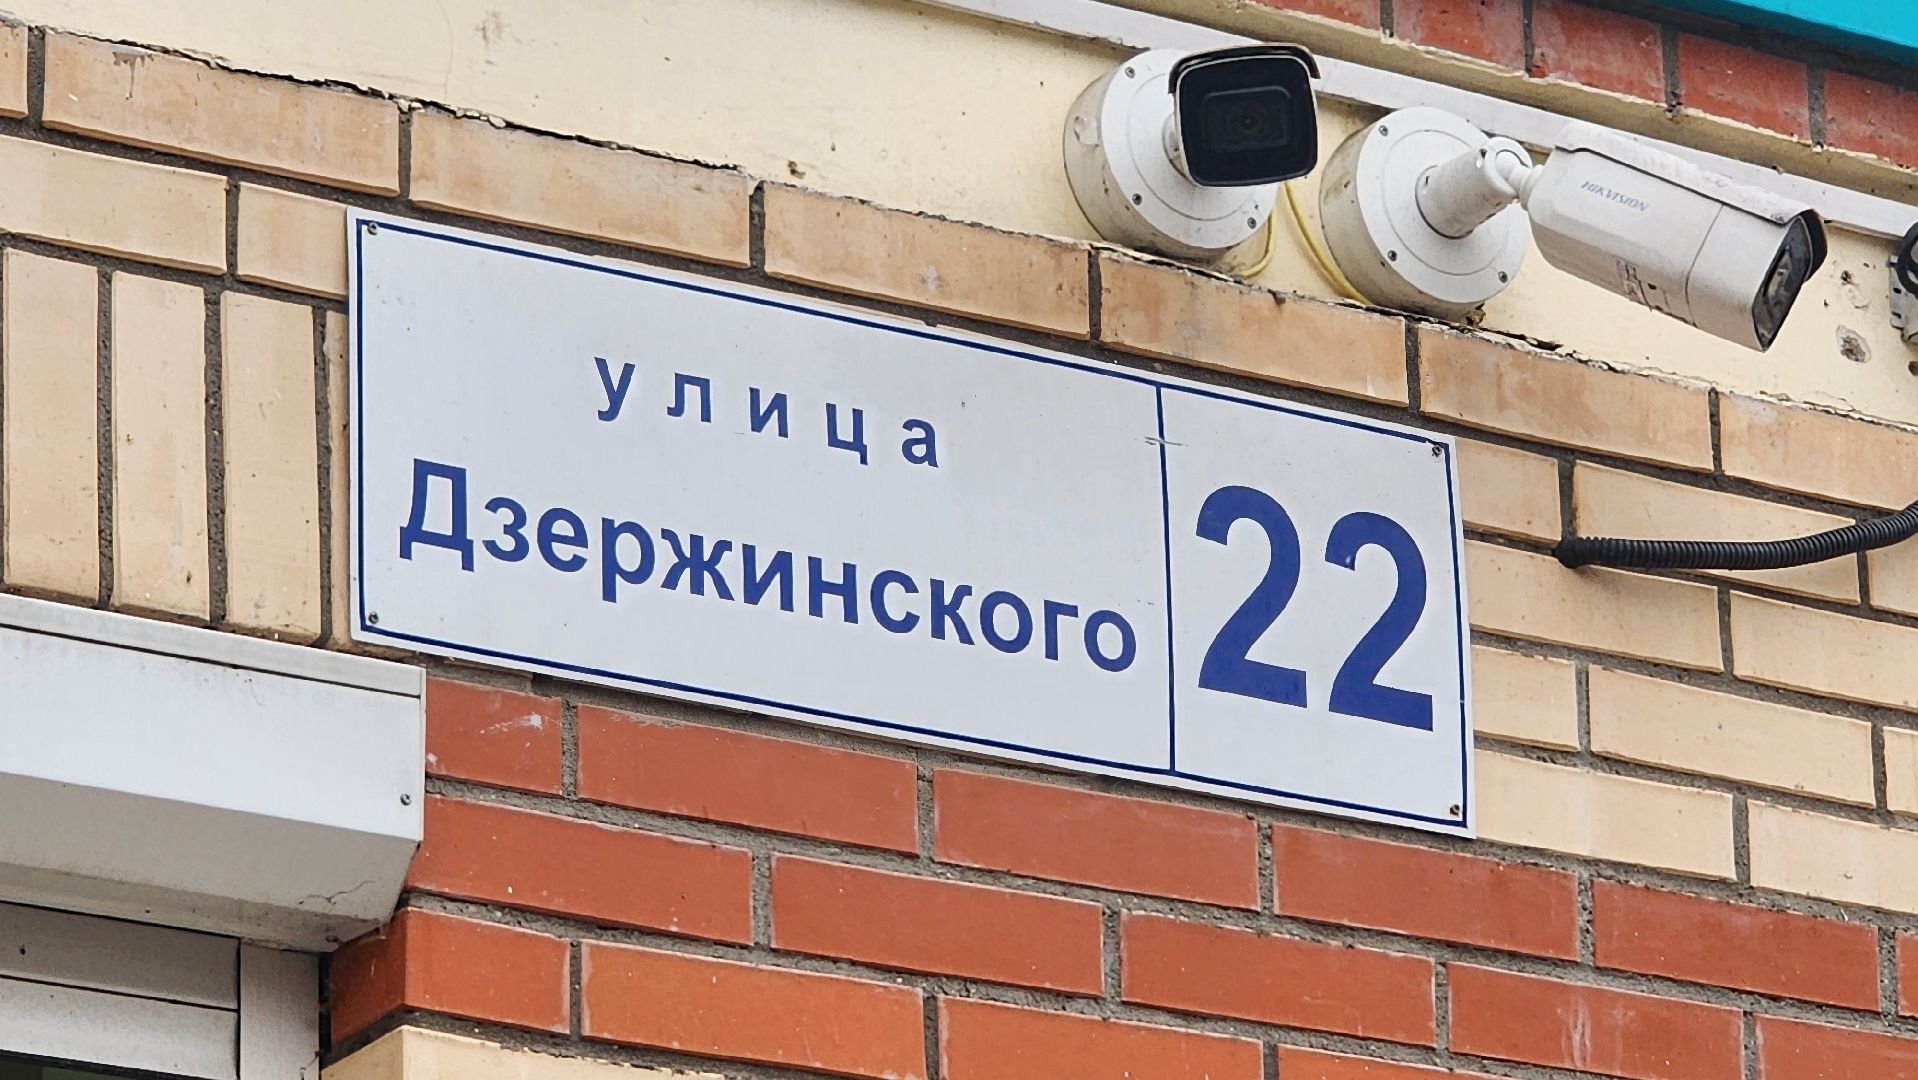 HIKVISION
улица
Дзержинского
22